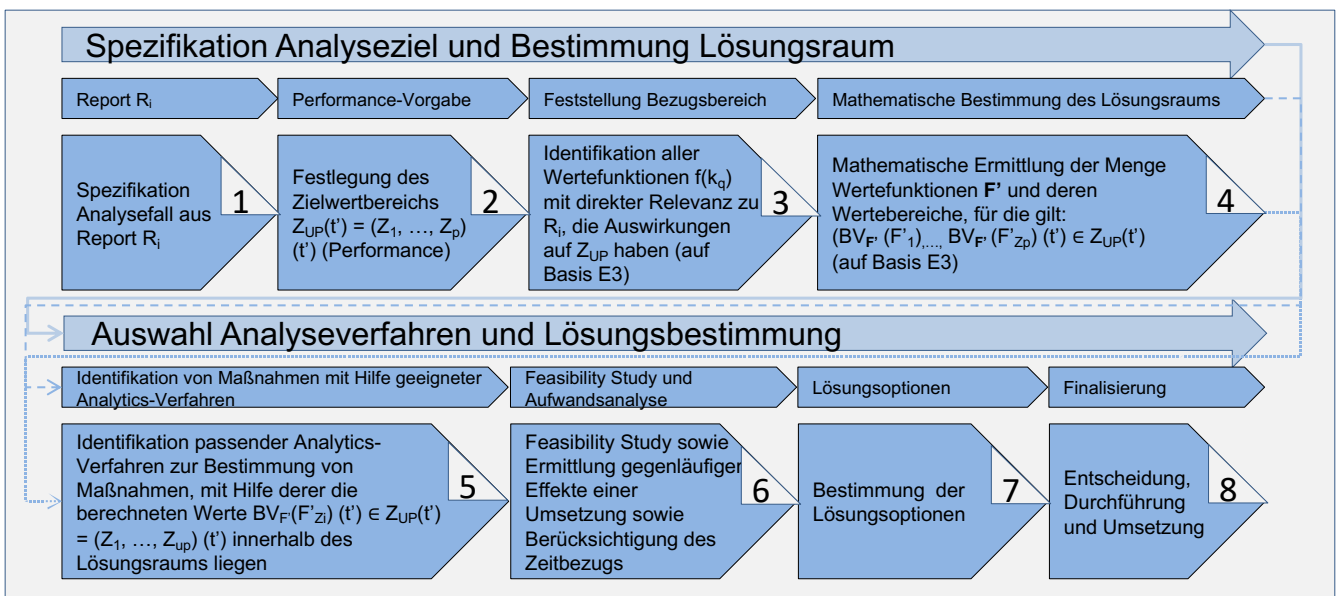 Spezifikation Analyseziel und Bestimmung Lösungsraum
Report Ri
Performance-Vorgabe
Feststellung Bezugsbereich
Mathematische Bestimmung des Lösungsraums
Spezifikation
Analysefall aus
Report Ri
1
Festlegung des
Zielwertbereichs
ZUP(t’) = (Z1, …, Zp)
(t’) (Performance)
2
Identifikation aller
Wertefunktionen f(kq)
mit direkter Relevanz zu
Ri, die Auswirkungen
auf ZUP haben (auf
Basis E3)
3
Mathematische Ermittlung der Menge
Wertefunktionen F’ und deren
Wertebereiche, für die gilt:
(BVF’ (F’1),…, BVF’ (F’Zp) (t’) ∈ ZUP(t’)
(auf Basis E3)
4
Auswahl Analyseverfahren und Lösungsbestimmung
Identifikation von Maßnahmen mit Hilfe geeigneter
Analytics-Verfahren
Feasibility Study und
Aufwandsanalyse
Lösungsoptionen
Finalisierung
Identifikation passender Analytics-
Verfahren zur Bestimmung von
Maßnahmen, mit Hilfe derer die
berechneten Werte BVF’(F’Zi) (t’) ∈ ZUP(t’)
= (Z1, …, Zup) (t’) innerhalb des
Lösungsraums liegen
5
Feasibility Study sowie
Ermittlung gegenläufiger
Effekte einer
Umsetzung sowie
Berücksichtigung des
Zeitbezugs
6
Bestimmung der
Lösungsoptionen
7
Entscheidung,
Durchführung
und Umsetzung
8